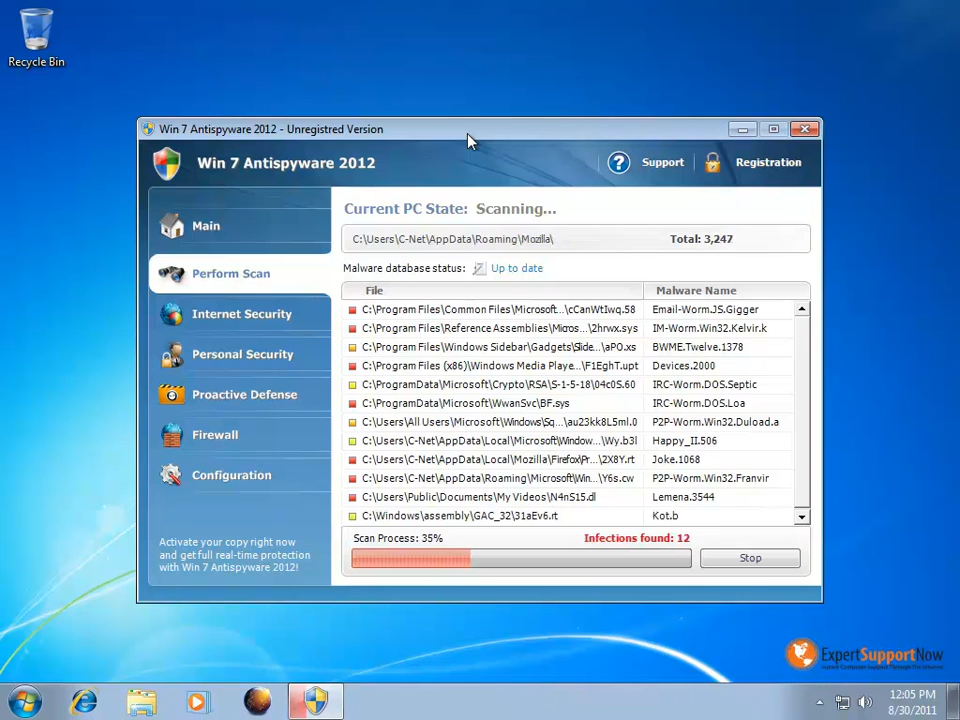 Recycle Bin
Win 7 Antispyware 2012 - Unregistred Version
Win 7 Antispyware 2012
Support
Registration
Main
Perform Scan
Internet Security
Personal Security
Proactive Defense
Firewall
Configuration
Activate your copy right now
and get full real-time protection
with Win 7 Antispyware 2012!
Current PC State: Scanning...
C:\Users\C-Net\AppData\Roaming\Mozilla\ Total: 3,247
Malware database status: Up to date
File Malware Name
C:\Program Files\Common Files\Microsoft...\cCanWtIwq.58 Email-Worm.JS.Gigger
C:\Program Files\Reference Assemblies\Micros...\2hrwx.sys IM-Worm.Win32.Kelvir.k
C:\Program Files\Windows Sidebar\Gadgets\Slide...\aPO.xs BWME.Twelve.1378
C:\Program Files (x86)\Windows Media Playe...\F1EghT.upt Devices.2000
C:\ProgramData\Microsoft\Crypto\RSA\S-1-5-18\04c0S.60 IRC-Worm.DOS.Septic
C:\ProgramData\Microsoft\WwanSvc\BF.sys IRC-Worm.DOS.Loa
C:\Users\All Users\Microsoft\Windows\Sq...\au23kk8L5ml.0 P2P-Worm.Win32.Duload.a
C:\Users\C-Net\AppData\Local\Microsoft\Window...\Wy.b3l Happy_II.506
C:\Users\C-Net\AppData\Local\Mozilla\Firefox\Pr...\2X8Y.rt Joke.1068
C:\Users\C-Net\AppData\Roaming\Microsoft\Win...\Y6s.cw P2P-Worm.Win32.Franvir
C:\Users\Public\Documents\My Videos\N4nS15.dl Lemena.3544
C:\Windows\assembly\GAC_32\31aEv6.rt Kot.b
Scan Process: 35% Infections found: 12
Stop
ExpertSupportNow
12:05 PM
8/30/2011